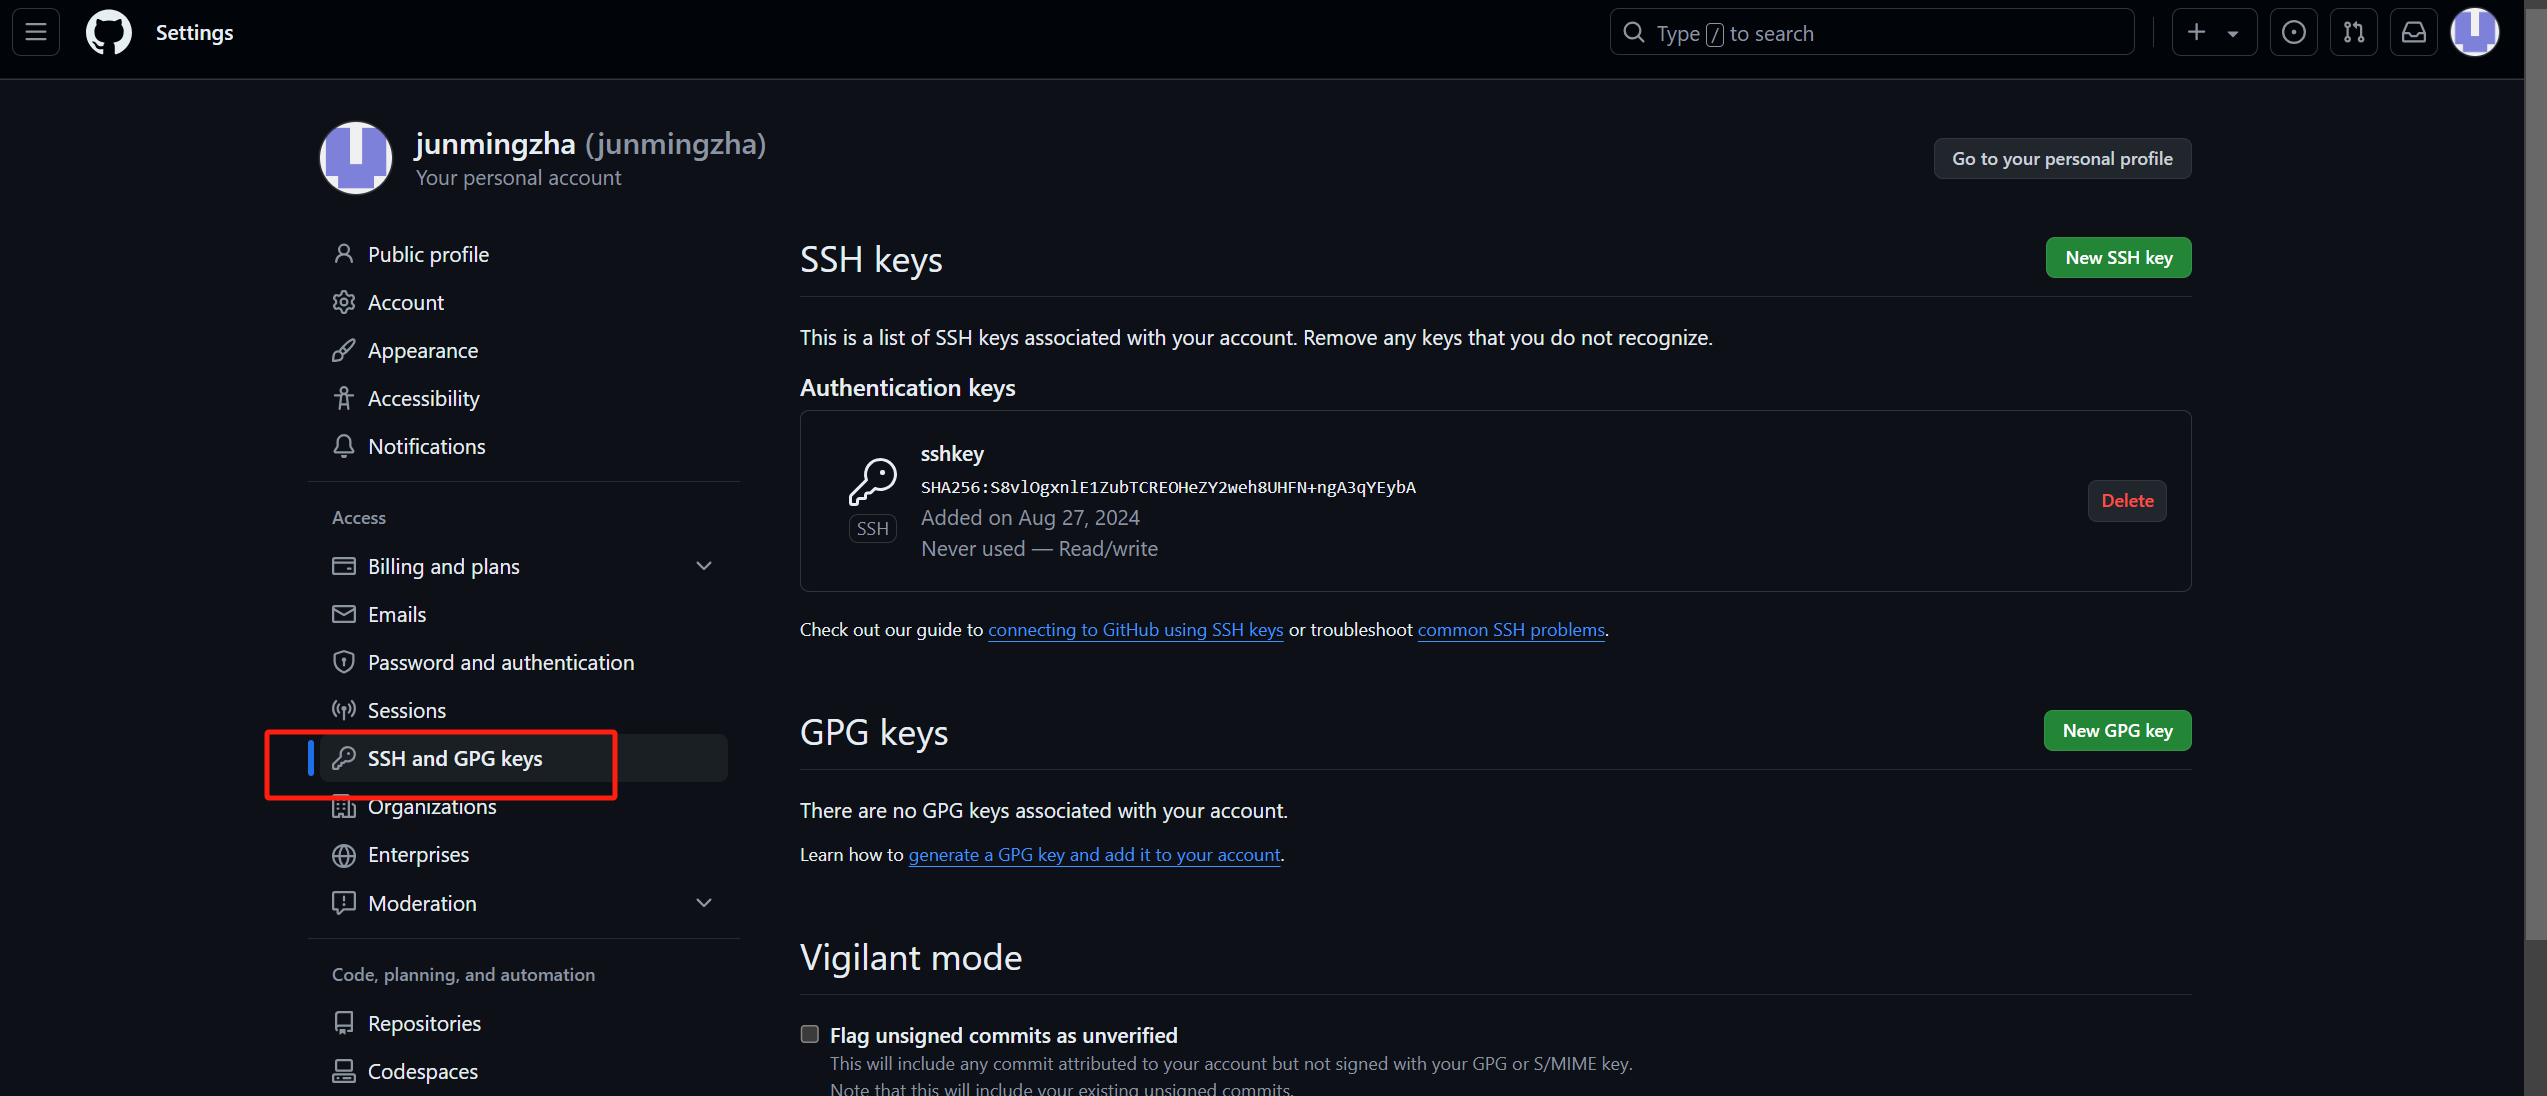 Settings
Type / to search
junmingzha (junmingzha)
Your personal account
Go to your personal profile
Public profile
Account
Appearance
Accessibility
Notifications
Access
Billing and plans
Emails
Password and authentication
Sessions
SSH and GPG keys
Organizations
Enterprises
Moderation
Code, planning, and automation
Repositories
Codespaces
SSH keys
New SSH key
This is a list of SSH keys associated with your account. Remove any keys that you do not recognize.
Authentication keys
sshkey
SHA256:S8vlOgxnlE1ZubTCREOHeZY2weh8UHFN+ngA3qYEybA
SSH
Added on Aug 27, 2024
Never used — Read/write
Delete
Check out our guide to connecting to GitHub using SSH keys or troubleshoot common SSH problems.
GPG keys
New GPG key
There are no GPG keys associated with your account.
Learn how to generate a GPG key and add it to your account.
Vigilant mode
Flag unsigned commits as unverified
This will include any commit attributed to your account but not signed with your GPG or S/MIME key.
Note that this will include your existing unsigned commits.